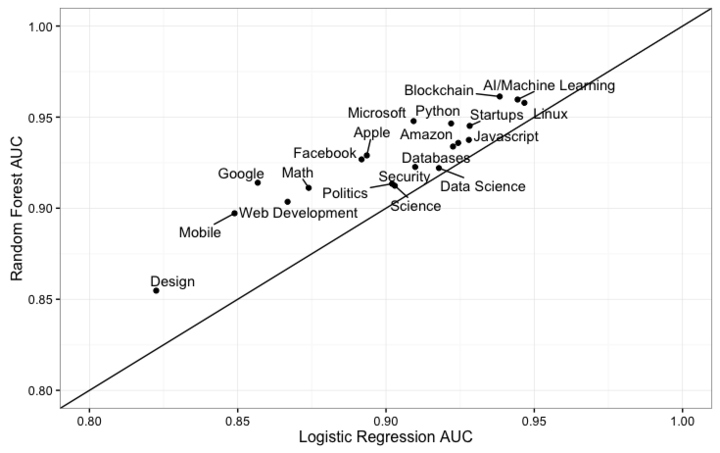 1.00
0.95
0.90
0.85
0.80
Random Forest AUC
Blockchain
AI/Machine Learning
Microsoft
Python
Startups
Linux
Apple
Amazon
Javascript
Facebook
Databases
Google
Math
Security
Politics
Data Science
Science
Web Development
Mobile
Design
0.80
0.85
0.90
0.95
1.00
Logistic Regression AUC